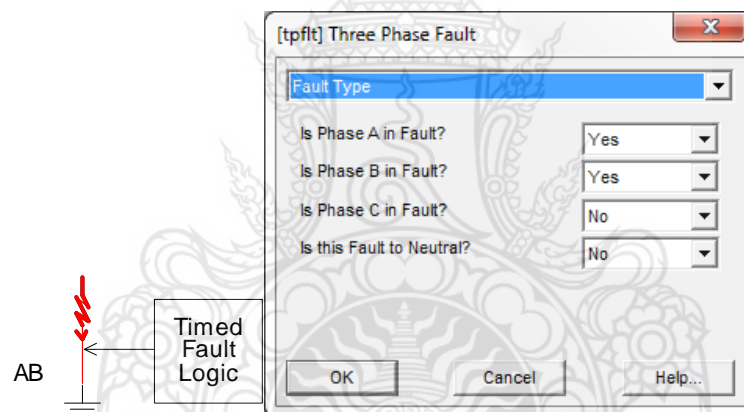 [tpflt] Three Phase Fault
Fault Type
Is Phase A in Fault? Yes
Is Phase B in Fault? Yes
Is Phase C in Fault? No
Is this Fault to Neutral? No
OK Cancel Help...
Timed
Fault
Logic
AB